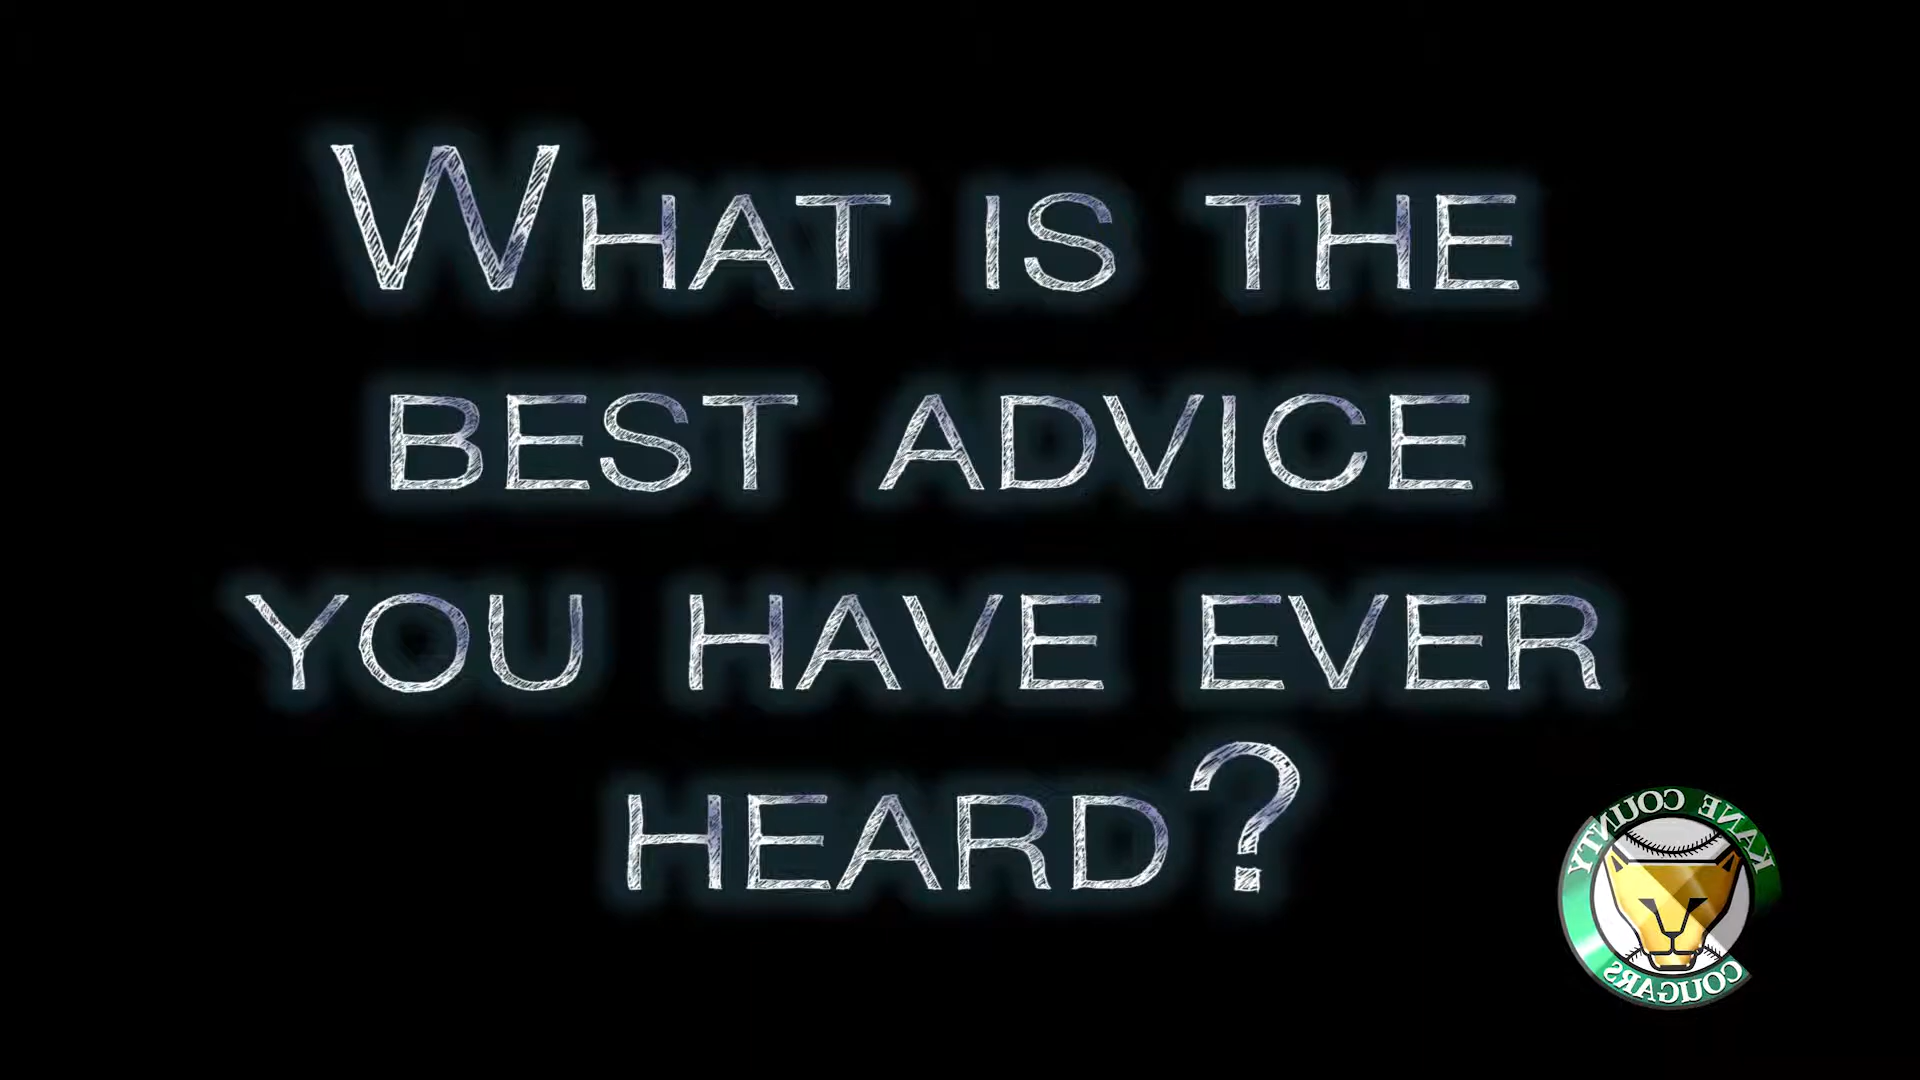 What is the
best advice
you have ever
heard?
KANE COUNTY
COUGARS